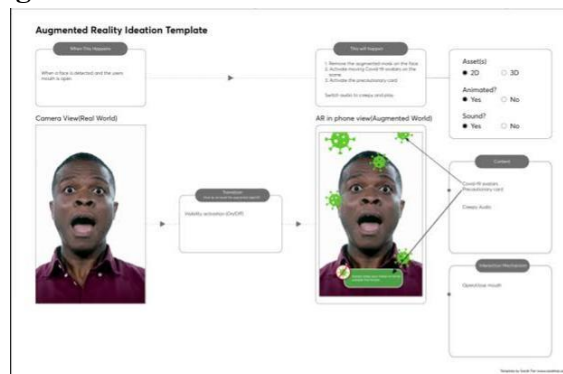 Augmented Reality Ideation Template
When This Happens
When a face is detected and the users
mouth is open
This will happen
1. Remove the augmented mask on the face
2. Activate moving Covid-19 avatars on the
scene
3. Activate the precautionary card
Switch audio to creepy and play
Asset(s)
2D
3D
Animated?
Yes
No
Sound?
Yes
No
Camera View(Real World)
AR in phone view(Augmented World)
Transition
Visibility activation (On/Off)
Content
Covid-19 avatars
Precautionary card
Creepy Audio
Interaction Mechanism
Open/close mouth